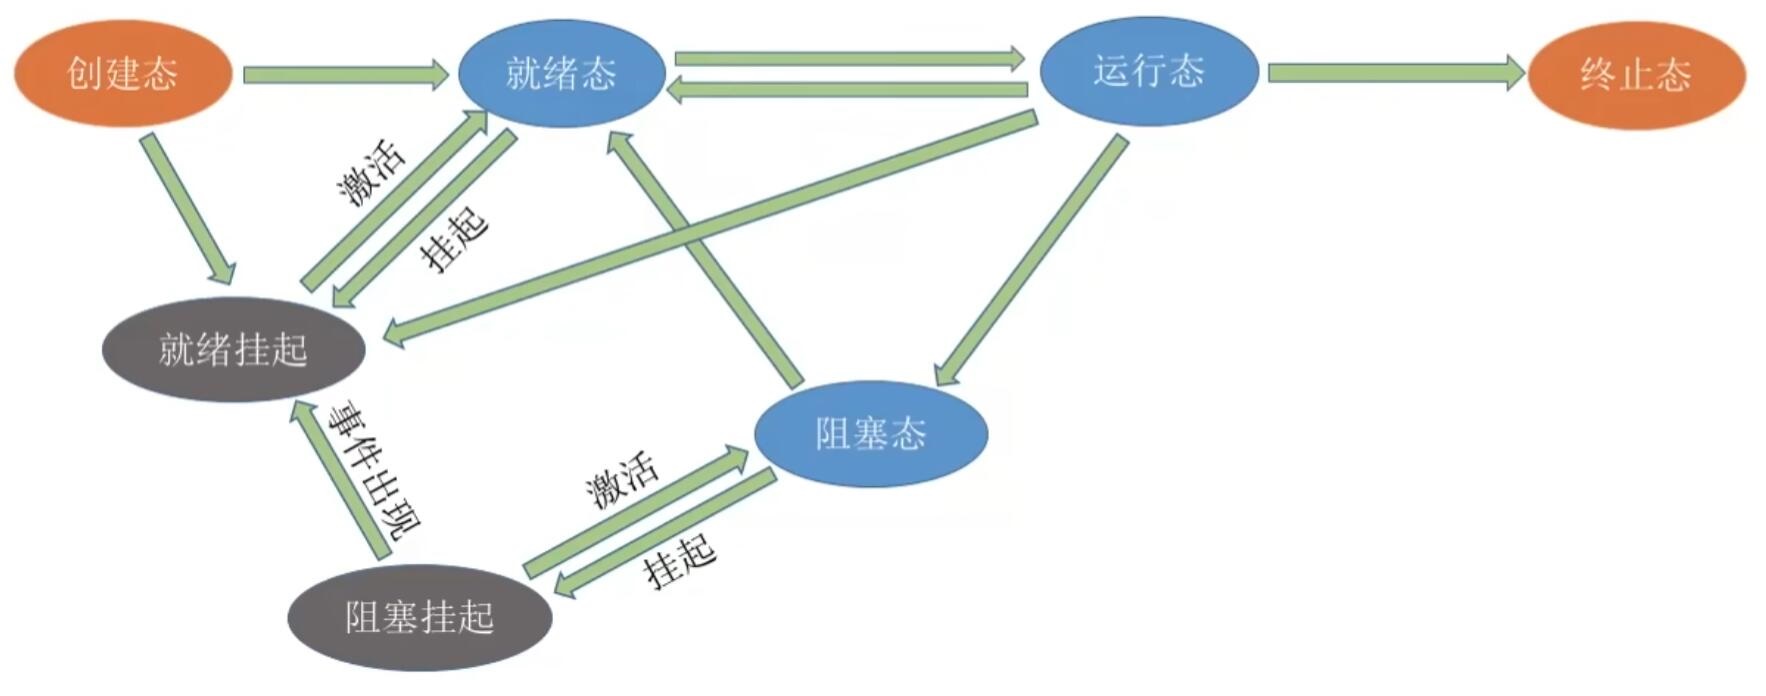 创建态
就绪态
运行态
终止态
激活
挂起
就绪挂起
事件出现
阻塞态
激活
挂起
阻塞挂起